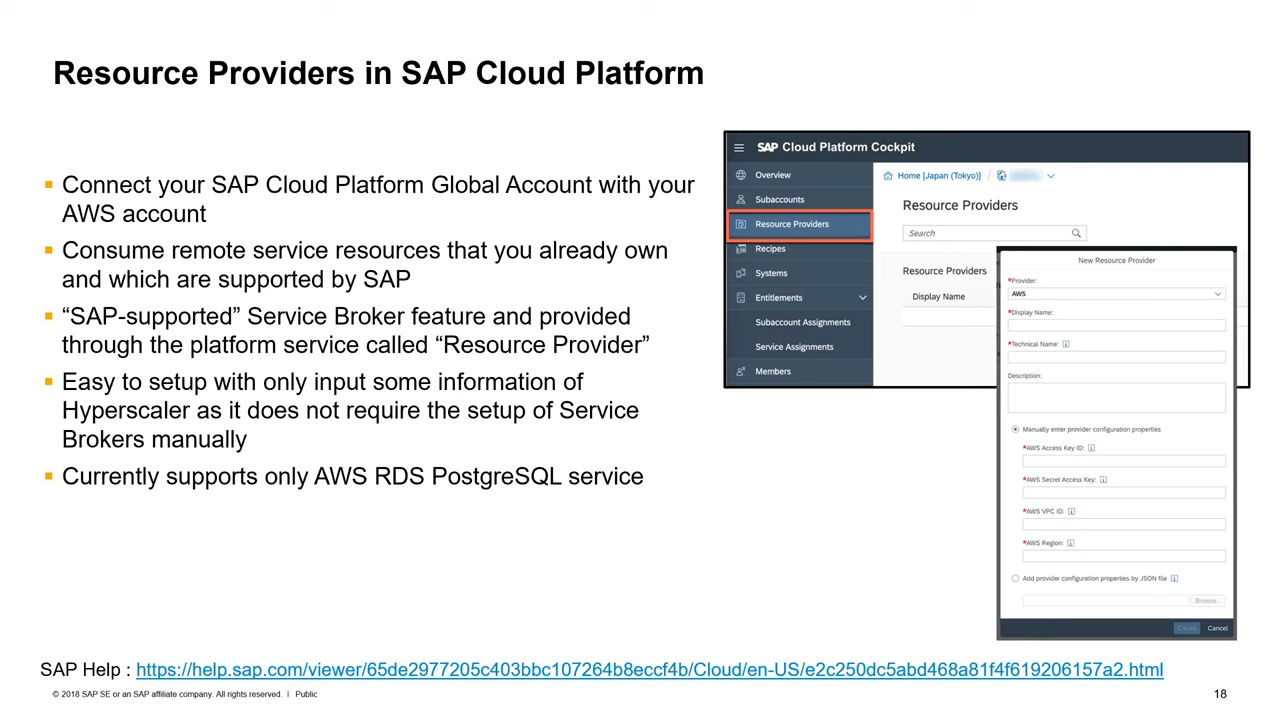 Resource Providers in SAP Cloud Platform
Connect your SAP Cloud Platform Global Account with your
AWS account
Consume remote service resources that you already own
and which are supported by SAP
“SAP-supported” Service Broker feature and provided
through the platform service called “Resource Provider”
Easy to setup with only input some information of
Hyperscaler as it does not require the setup of Service
Brokers manually
Currently supports only AWS RDS PostgreSQL service
SAP Cloud Platform Cockpit
Overview
Subaccounts
Resource Providers
Recipes
Systems
Entitlements
Subaccount Assignments
Service Assignments
Members
Home [Japan (Tokyo)] /
Resource Providers
Search
Resource Providers
Display Name
New Resource Provider
*Provider:
AWS
*Display Name:
*Technical Name:
Description:
Manually enter provider configuration properties
*AWS Access Key ID:
*AWS Secret Access Key:
*AWS VPC ID:
*AWS Region:
Add provider configuration properties by JSON file
Browse...
Create Cancel
SAP Help : https://help.sap.com/viewer/65de2977205c403bbc107264b8eccf4b/Cloud/en-US/e2c250dc5abd468a81f4f619206157a2.html
© 2018 SAP SE or an SAP affiliate company. All rights reserved. ǀ Public
18